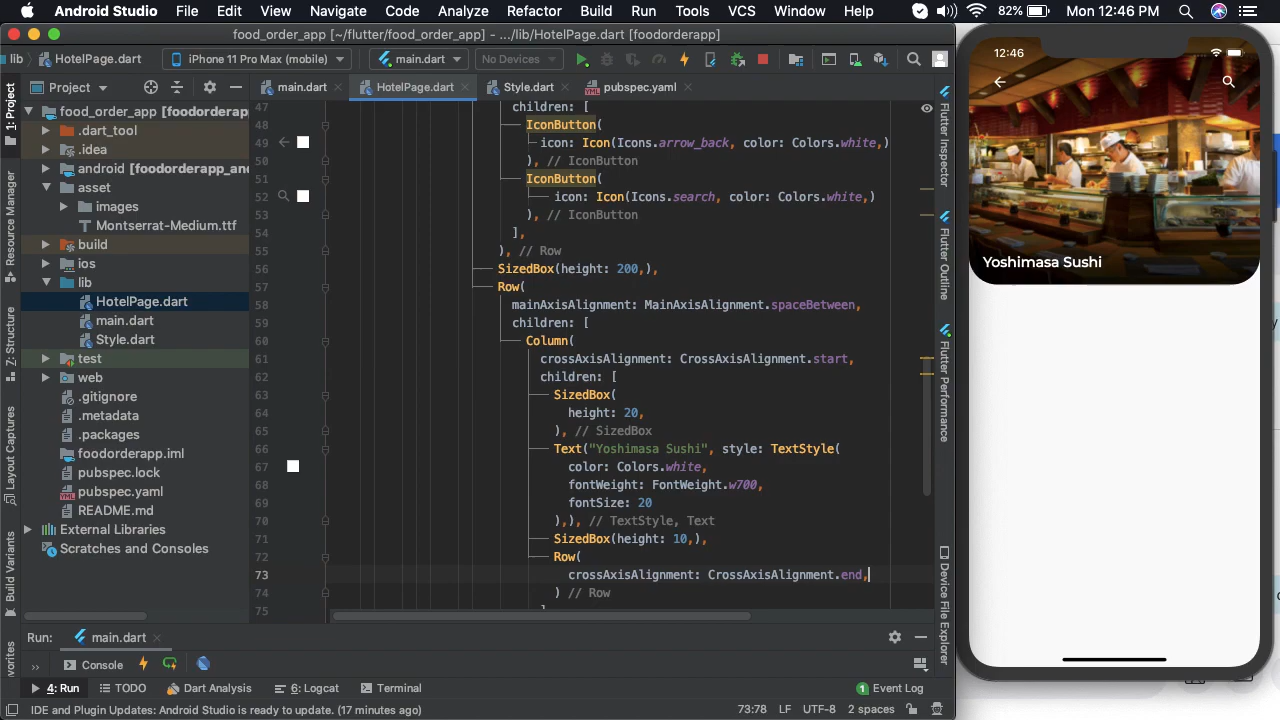 Android Studio File Edit View Navigate Code Analyze Refactor Build Run Tools VCS Window Help 82% Mon 12:46 PM
food_order_app [~/flutter/food_order_app] - .../lib/HotelPage.dart [foodorderapp]
lib HotelPage.dart iPhone 11 Pro Max (mobile) main.dart No Devices
1: Project
Resource Manager
Z: Structure
Layout Captures
Build Variants
Project
food_order_app [foodorderapp
.dart_tool
.idea
android [foodorderapp_an
asset
images
Montserrat-Medium.ttf
build
ios
lib
HotelPage.dart
main.dart
Style.dart
test
web
.gitignore
.metadata
.packages
foodorderapp.iml
pubspec.lock
pubspec.yaml
README.md
External Libraries
Scratches and Consoles
main.dart HotelPage.dart Style.dart pubspec.yaml
47 children: [
48 IconButton(
49 icon: Icon(Icons.arrow_back, color: Colors.white,)
50 ), // IconButton
51 IconButton(
52 icon: Icon(Icons.search, color: Colors.white,)
53 ), // IconButton
54 ],
55 ), // Row
56 SizedBox(height: 200,),
57 Row(
58 mainAxisAlignment: MainAxisAlignment.spaceBetween,
59 children: [
60 Column(
61 crossAxisAlignment: CrossAxisAlignment.start,
62 children: [
63 SizedBox(
64 height: 20,
65 ), // SizedBox
66 Text("Yoshimasa Sushi", style: TextStyle(
67 color: Colors.white,
68 fontWeight: FontWeight.w700,
69 fontSize: 20
70 ),), // TextStyle, Text
71 SizedBox(height: 10,),
72 Row(
73 crossAxisAlignment: CrossAxisAlignment.end,
74 ) // Row
75
Flutter Inspector
Flutter Outline
Flutter Performance
Device File Explorer
12:46
Yoshimasa Sushi
Run: main.dart
Console
4: Run TODO Dart Analysis 6: Logcat Terminal 1 Event Log
IDE and Plugin Updates: Android Studio is ready to update. (17 minutes ago) 73:78 LF UTF-8 2 spaces